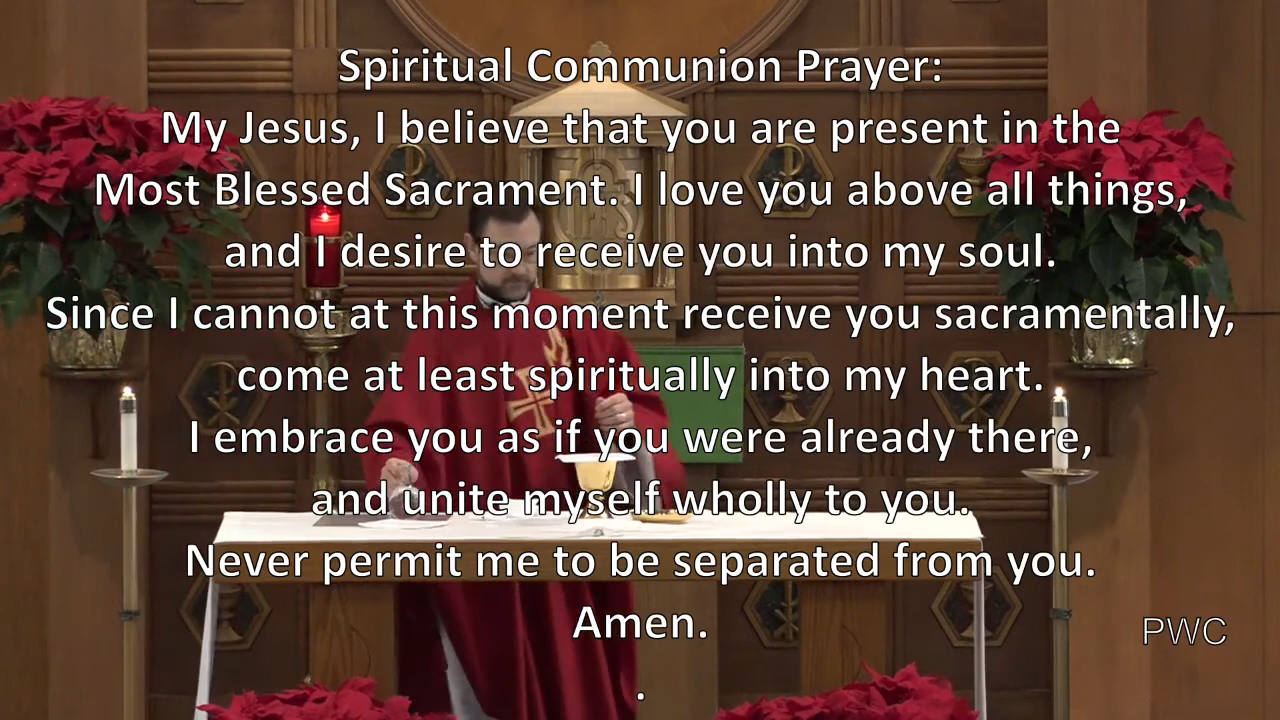 Spiritual Communion Prayer:
My Jesus, I believe that you are present in the
Most Blessed Sacrament. I love you above all things,
and I desire to receive you into my soul.
Since I cannot at this moment receive you sacramentally,
come at least spiritually into my heart.
I embrace you as if you were already there,
and unite myself wholly to you.
Never permit me to be separated from you.
Amen.
PWC
.